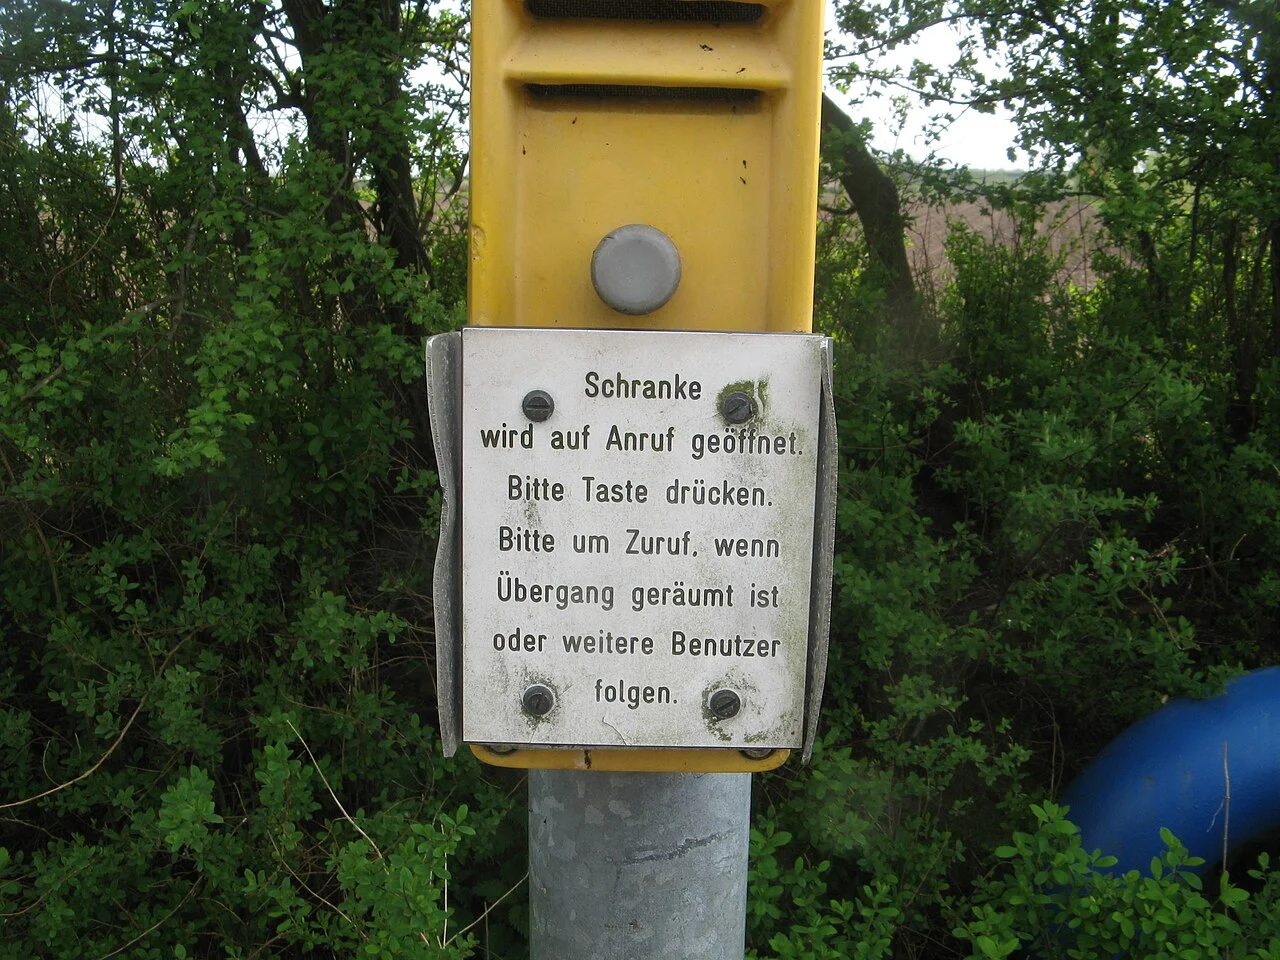 Schranke
wird auf Anruf geöffnet.
Bitte Taste drücken.
Bitte um Zuruf, wenn
Übergang geräumt ist
oder weitere Benutzer
folgen.